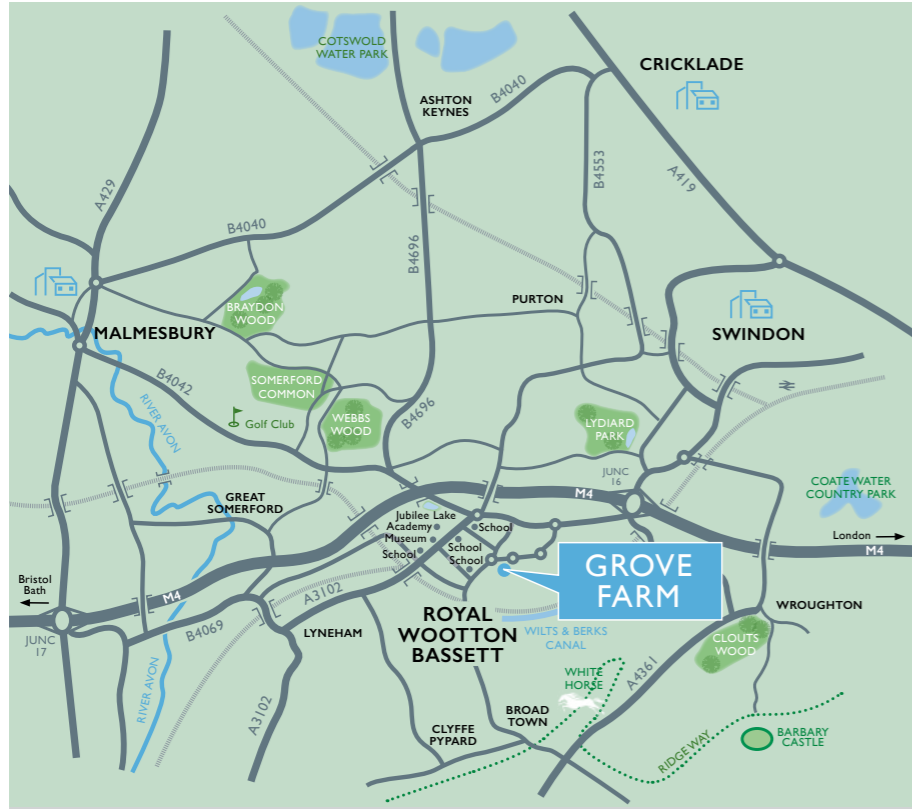 COTSWOLD
WATER PARK
CRICKLADE
ASHTON
KEYNES
B4040
B4553
A419
A429
B4040
B4696
PURTON
BRAYDON
WOOD
MALMESBURY
SWINDON
SOMERFORD
COMMON
B4042
Golf Club
WEBBS
WOOD
B4696
LYDIARD
PARK
RIVER AVON
JUNC
16
GREAT
SOMERFORD
M4
COATE WATER
COUNTRY PARK
Jubilee Lake
Academy
Museum
School
School
School
School
London
M4
Bristol
Bath
M4
JUNC
17
A3102
GROVE
FARM
B4069
LYNEHAM
ROYAL
WOOTTON
BASSETT
WILTS & BERKS
CANAL
WROUGHTON
CLOUTS
WOOD
WHITE
HORSE
A4361
RIVER AVON
A3102
BROAD
TOWN
CLYFFE
PYPARD
RIDGE WAY
BARBARY
CASTLE